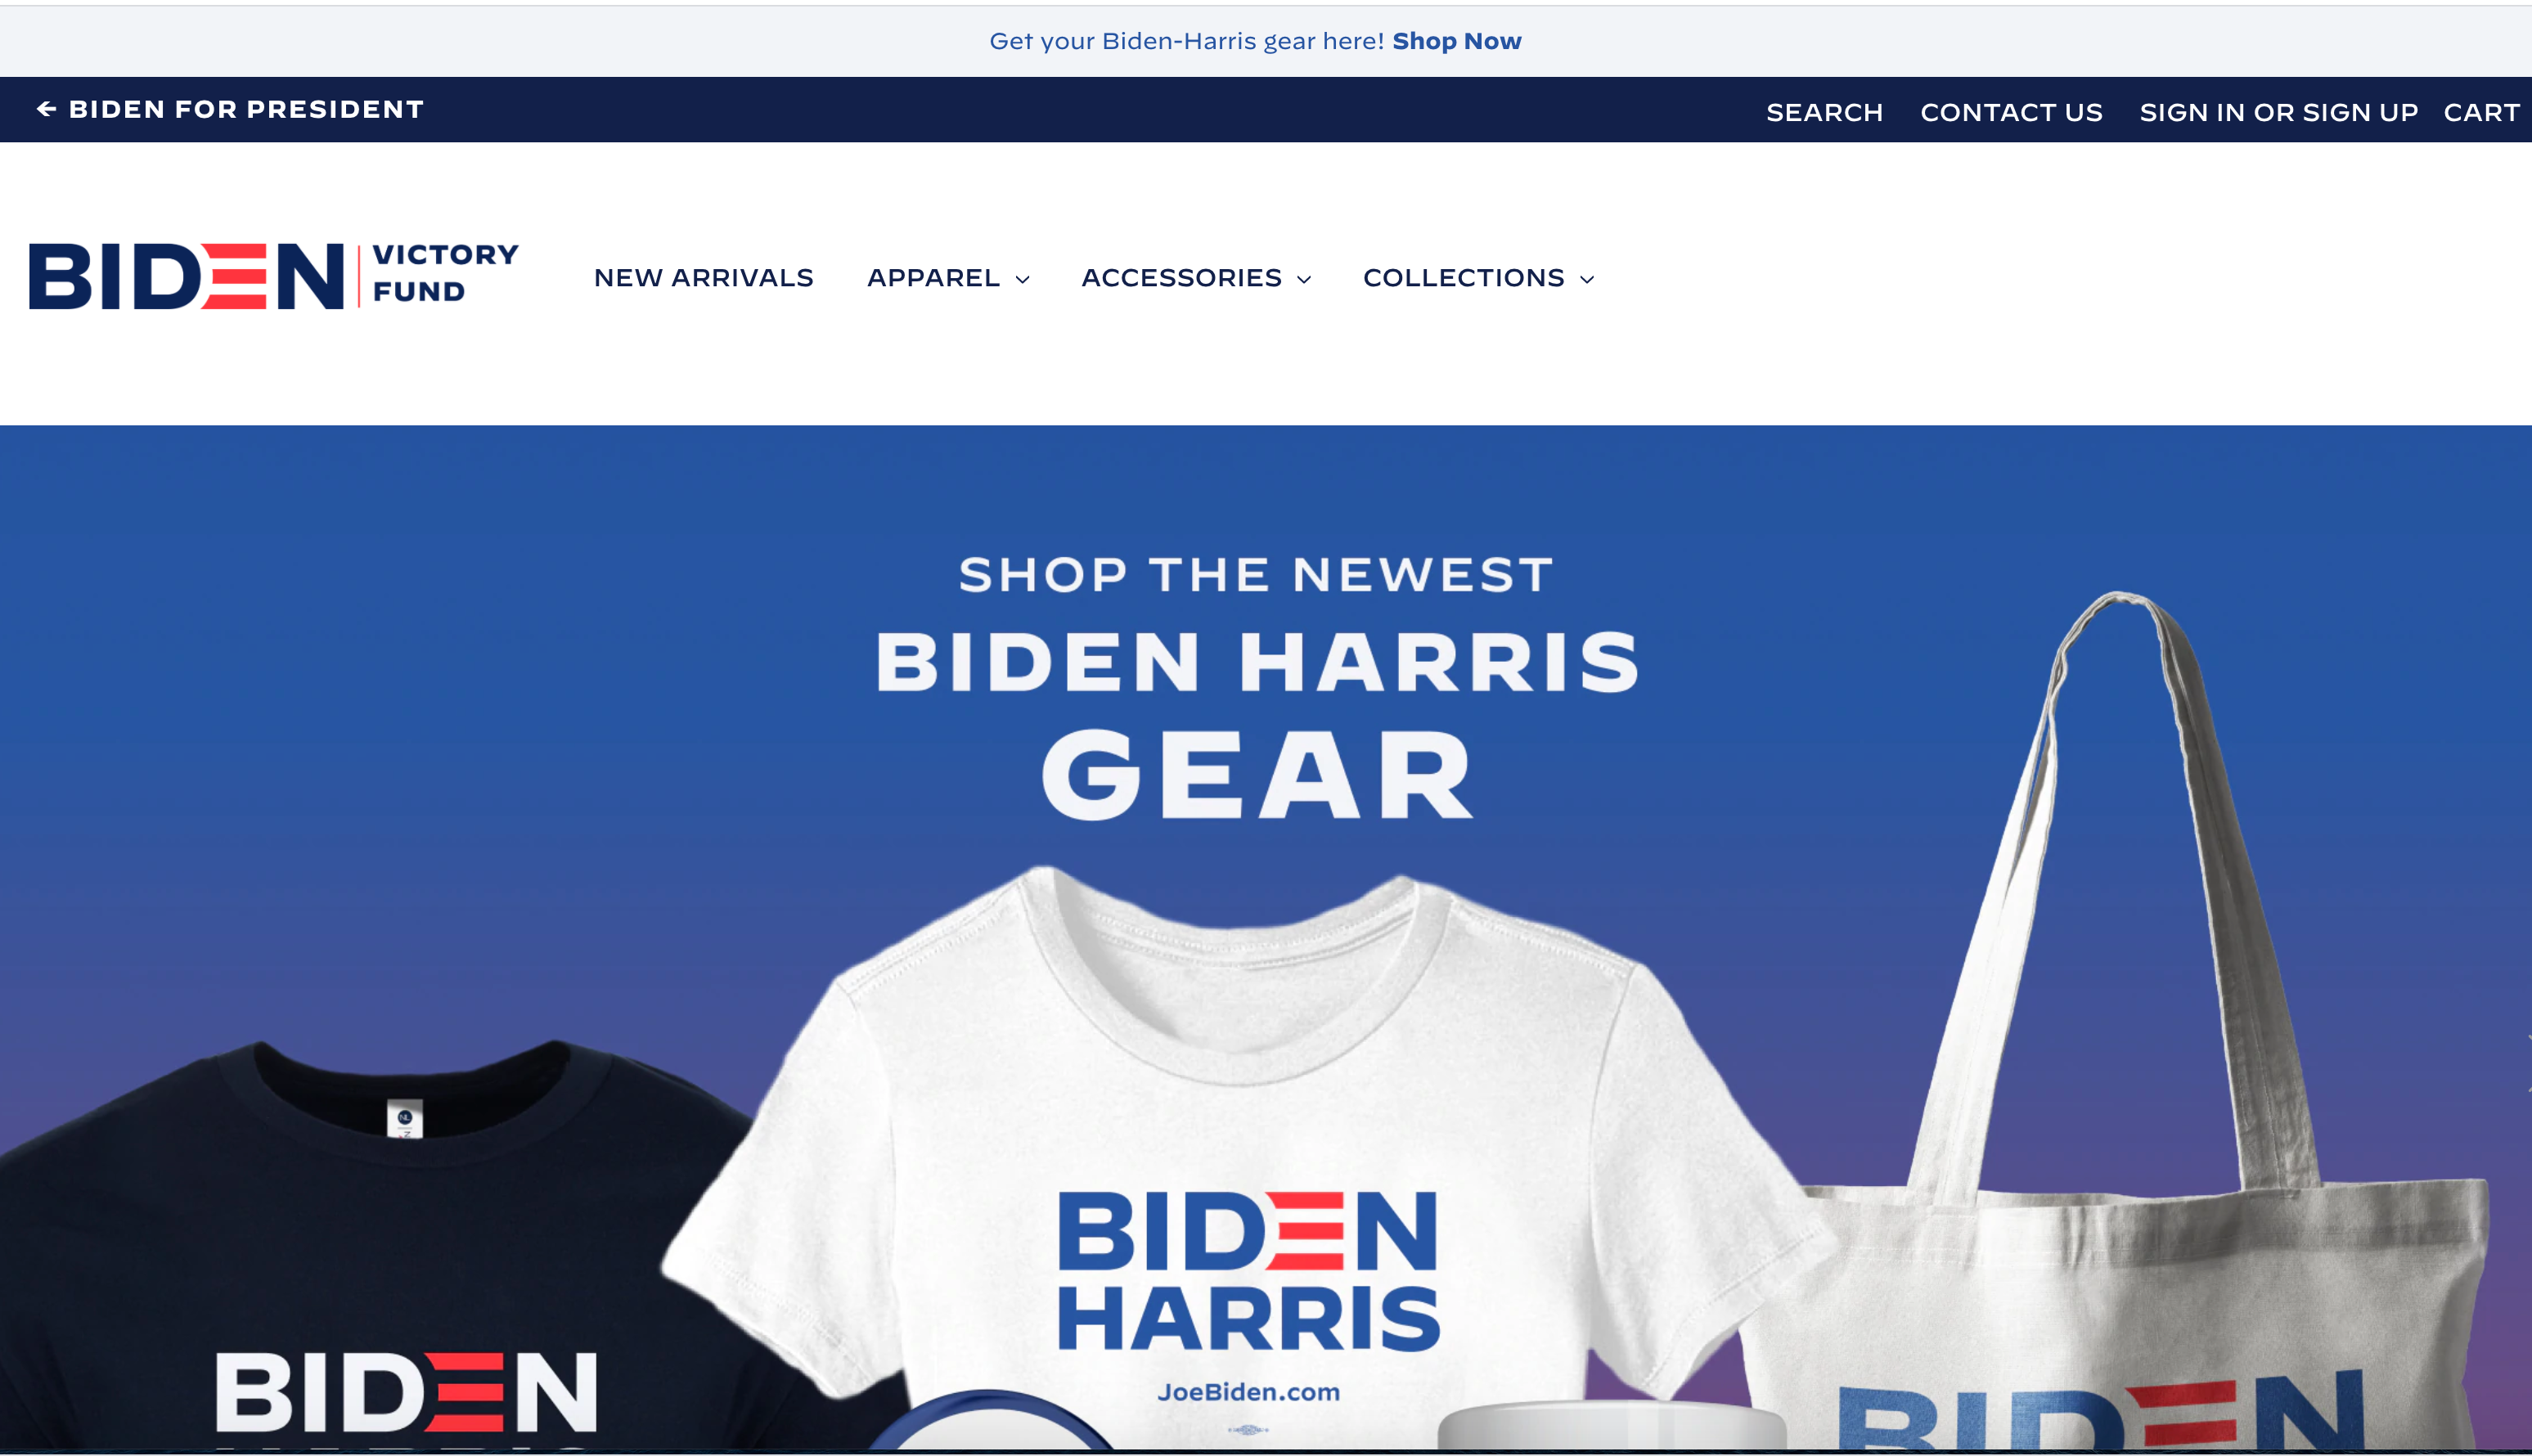 Get your Biden-Harris gear here! Shop Now
← BIDEN FOR PRESIDENT
SEARCH CONTACT US SIGN IN OR SIGN UP CART
BIDEN VICTORY FUND
NEW ARRIVALS APPAREL ACCESSORIES COLLECTIONS
SHOP THE NEWEST
BIDEN HARRIS
GEAR
BIDEN
HARRIS
JoeBiden.com
BIDEN
BIDEN